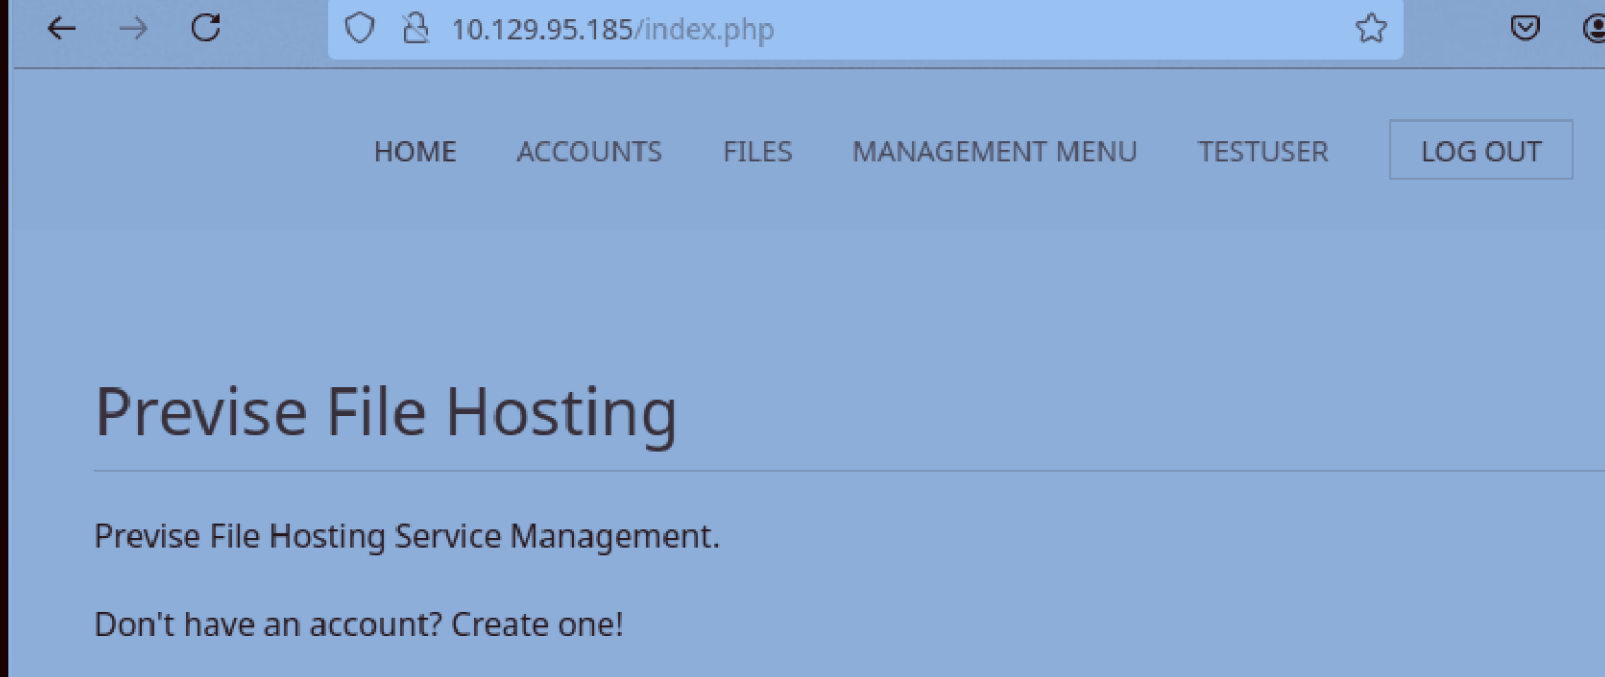 10.129.95.185/index.php
HOME ACCOUNTS FILES MANAGEMENT MENU TESTUSER LOG OUT
Previse File Hosting
Previse File Hosting Service Management.
Don't have an account? Create one!